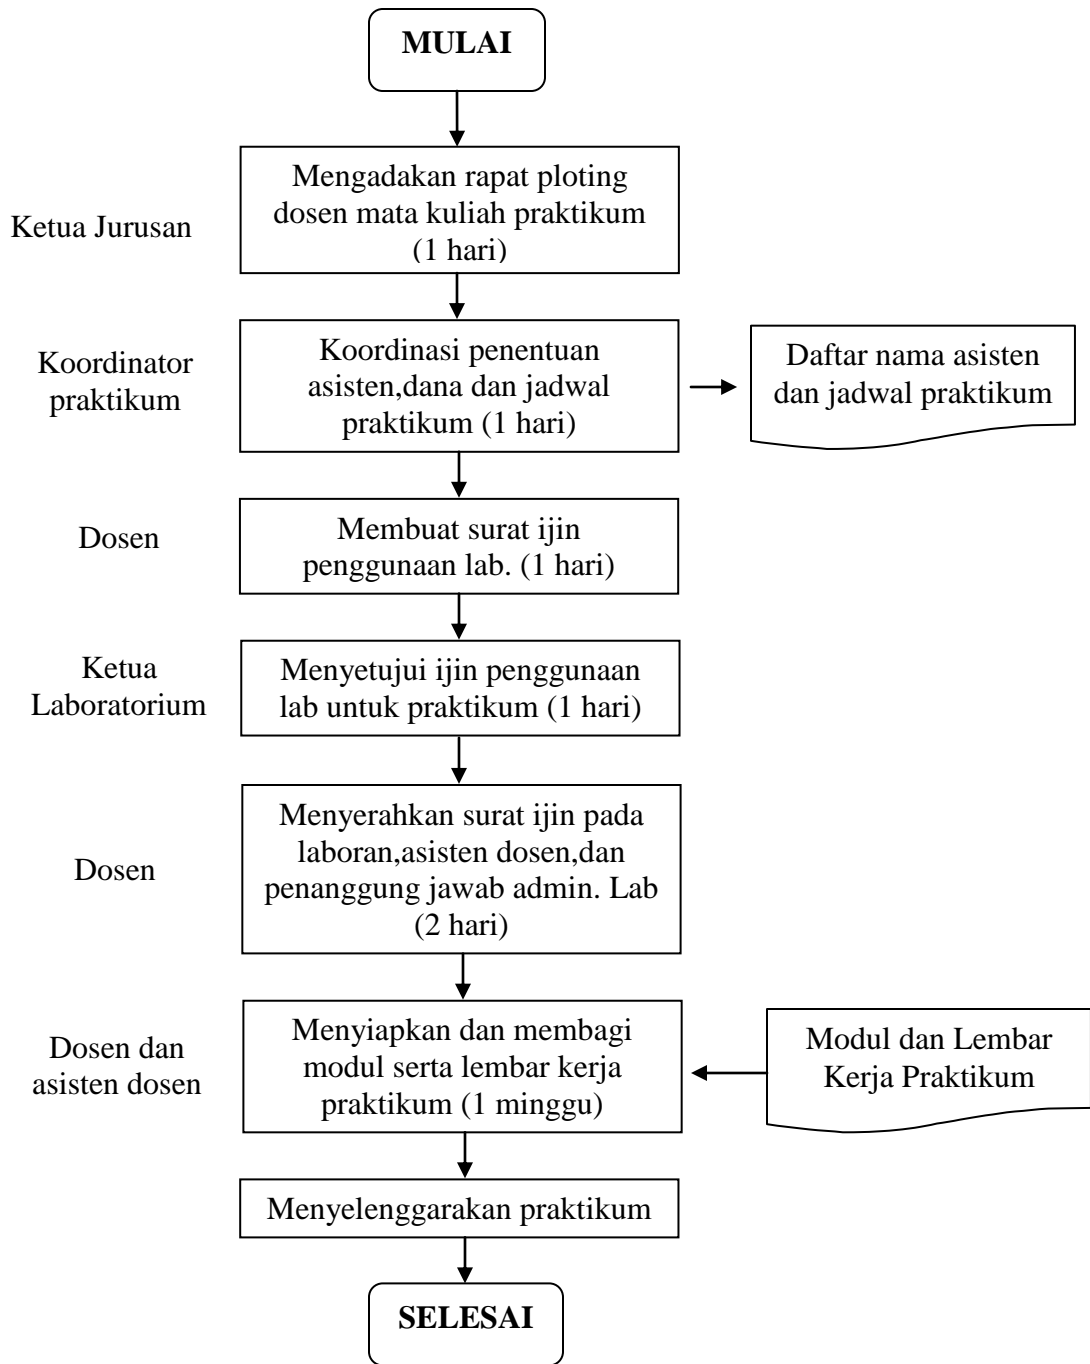 MULAI
Ketua Jurusan
Mengadakan rapat ploting
dosen mata kuliah praktikum
(1 hari)
Koordinator
praktikum
Koordinasi penentuan
asisten,dana dan jadwal
praktikum (1 hari)
Daftar nama asisten
dan jadwal praktikum
Dosen
Membuat surat ijin
penggunaan lab. (1 hari)
Ketua
Laboratorium
Menyetujui ijin penggunaan
lab untuk praktikum (1 hari)
Dosen
Menyerahkan surat ijin pada
laboran,asisten dosen,dan
penanggung jawab admin. Lab
(2 hari)
Dosen dan
asisten dosen
Menyiapkan dan membagi
modul serta lembar kerja
praktikum (1 minggu)
Modul dan Lembar
Kerja Praktikum
Menyelenggarakan praktikum
SELESAI